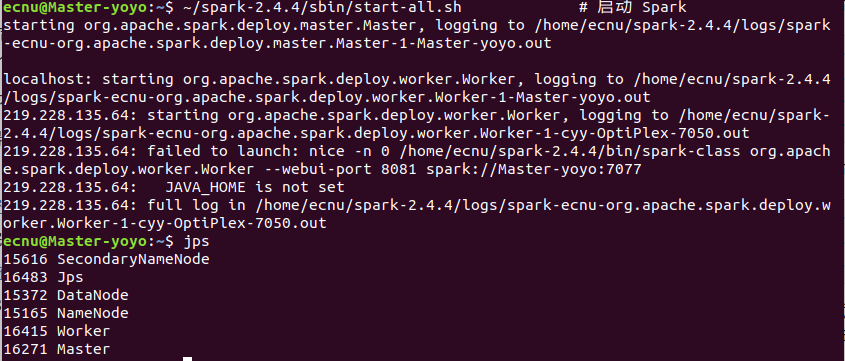 ecnu@Master-yoyo:~$ ~/spark-2.4.4/sbin/start-all.sh # 启动 Spark
starting org.apache.spark.deploy.master.Master, logging to /home/ecnu/spark-2.4.4/logs/spark
-ecnu-org.apache.spark.deploy.master.Master-1-Master-yoyo.out
localhost: starting org.apache.spark.deploy.worker.Worker, logging to /home/ecnu/spark-2.4.4
/logs/spark-ecnu-org.apache.spark.deploy.worker.Worker-1-Master-yoyo.out
219.228.135.64: starting org.apache.spark.deploy.worker.Worker, logging to /home/ecnu/spark-
2.4.4/logs/spark-ecnu-org.apache.spark.deploy.worker.Worker-1-cyy-OptiPlex-7050.out
219.228.135.64: failed to launch: nice -n 0 /home/ecnu/spark-2.4.4/bin/spark-class org.apach
e.spark.deploy.worker.Worker --webui-port 8081 spark://Master-yoyo:7077
219.228.135.64:   JAVA_HOME is not set
219.228.135.64: full log in /home/ecnu/spark-2.4.4/logs/spark-ecnu-org.apache.spark.deploy.w
orker.Worker-1-cyy-OptiPlex-7050.out
ecnu@Master-yoyo:~$ jps
15616 SecondaryNameNode
16483 Jps
15372 DataNode
15165 NameNode
16415 Worker
16271 Master